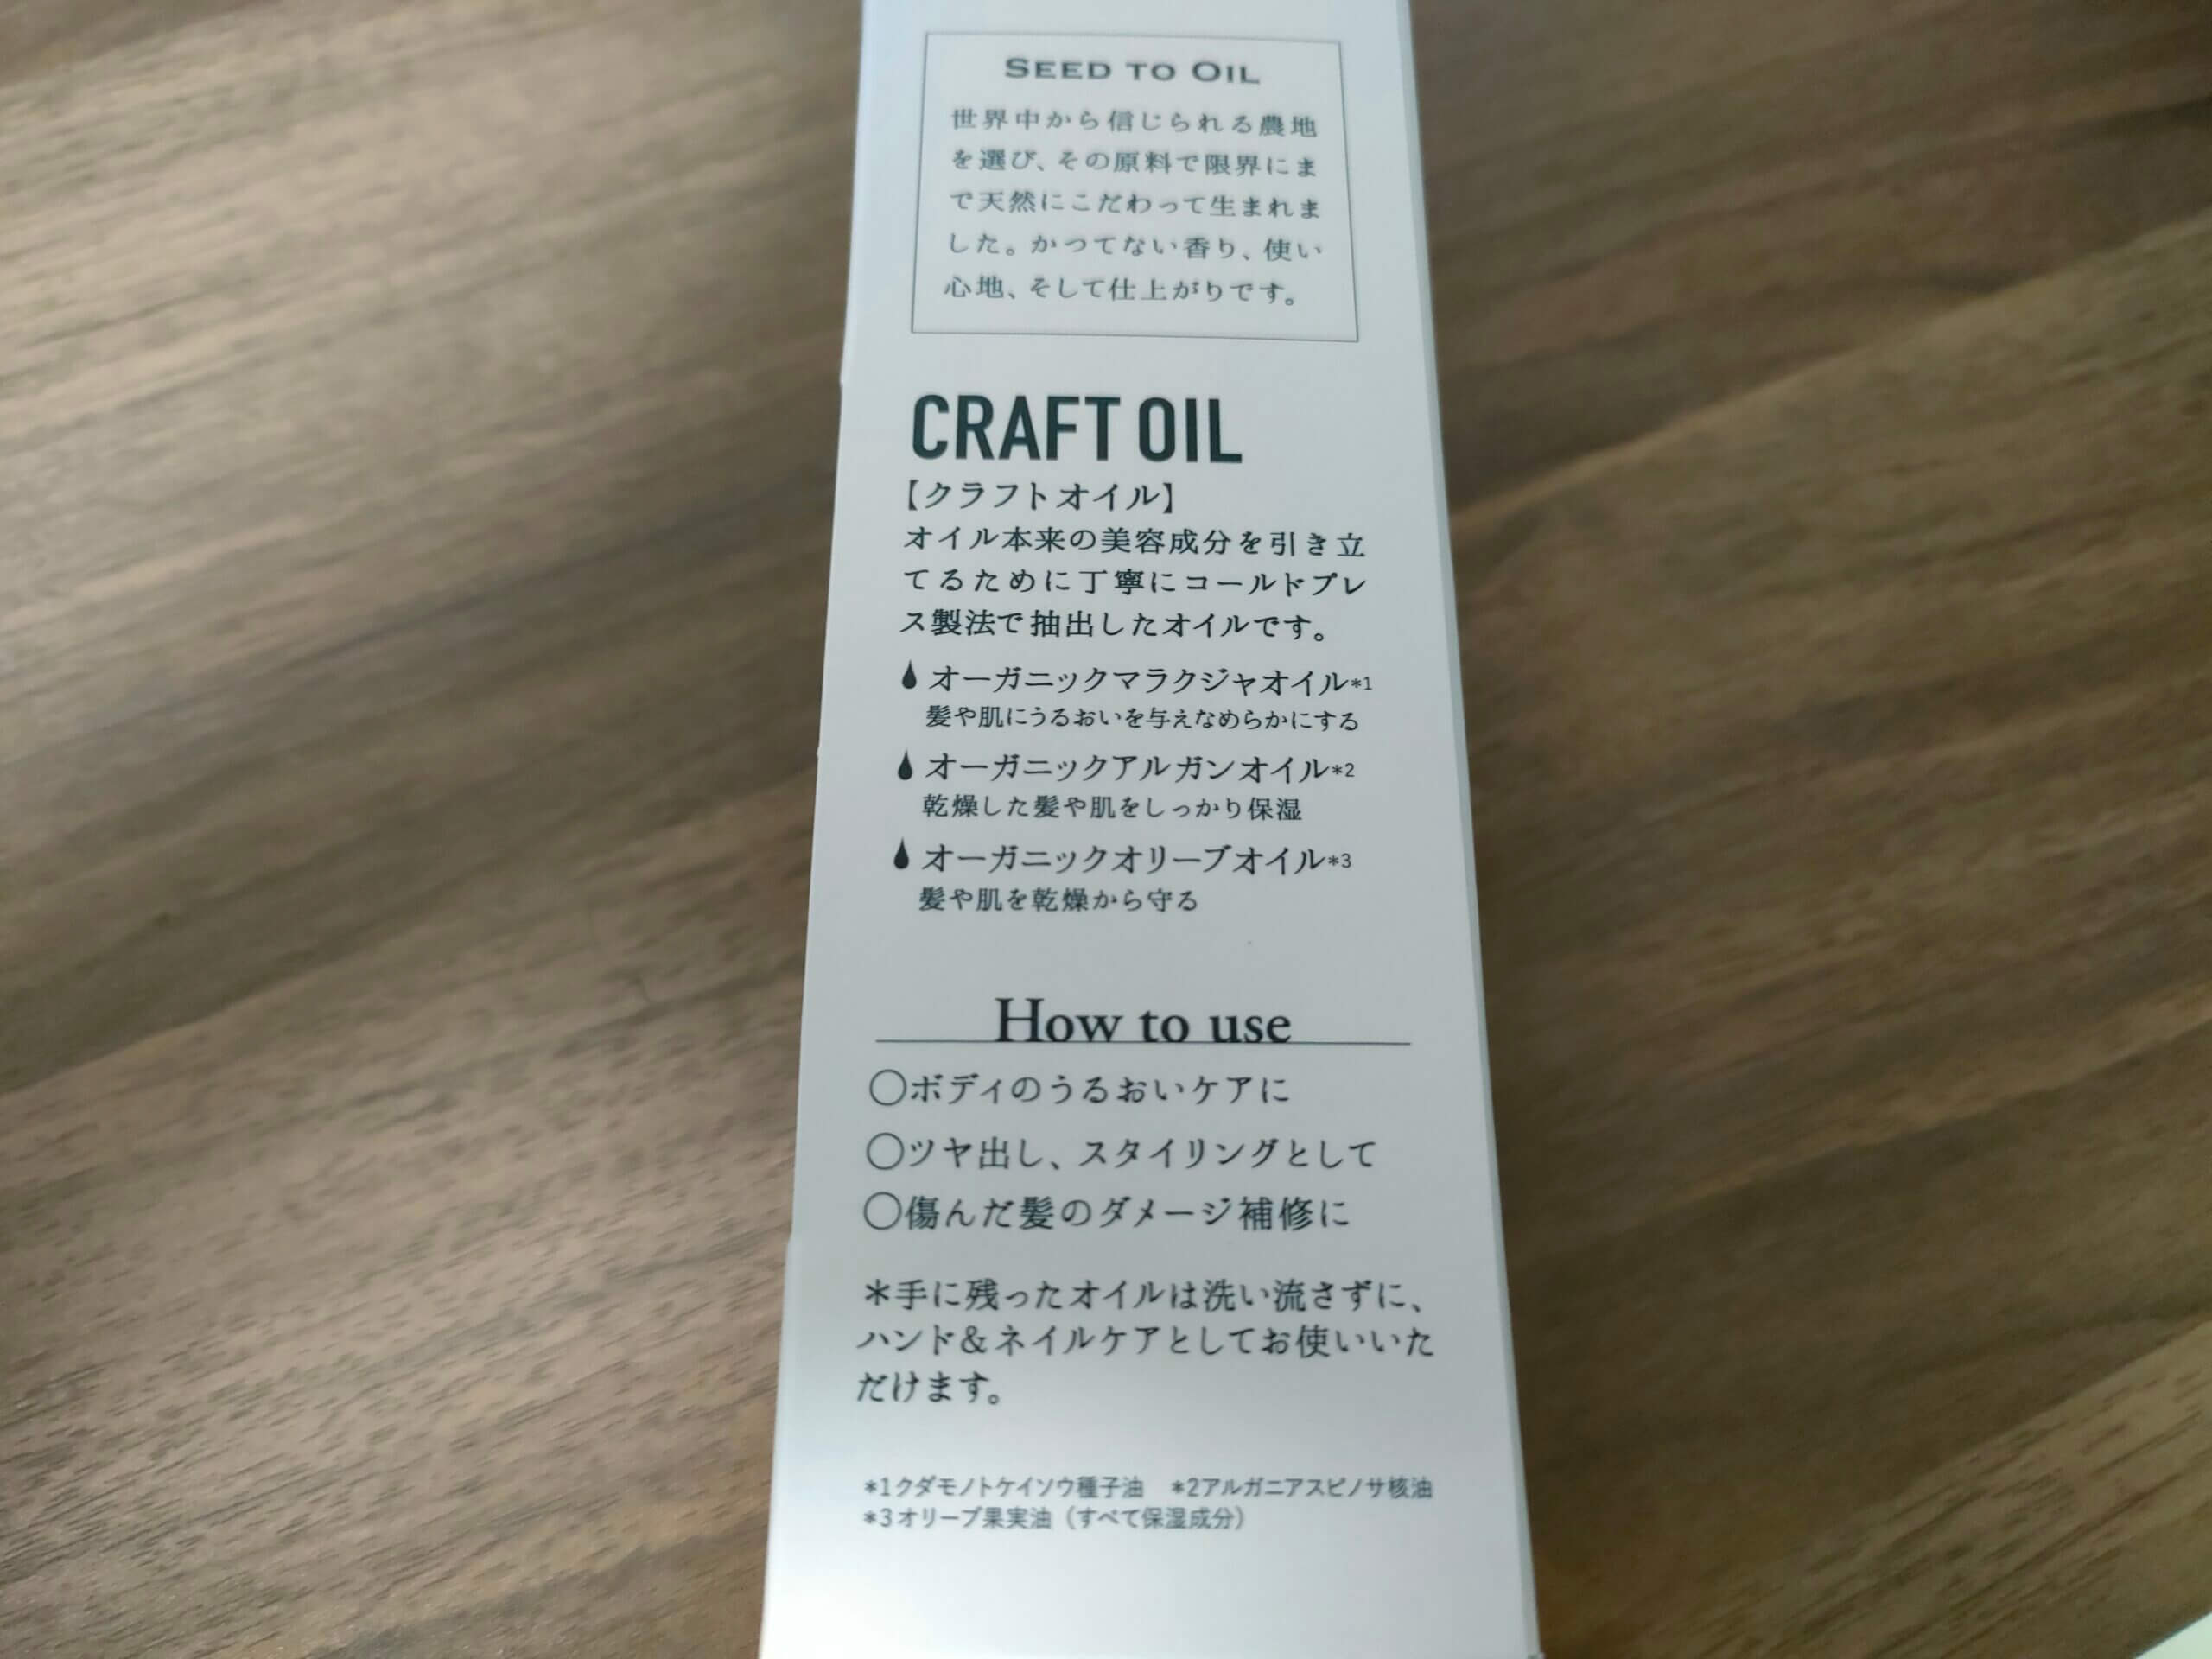 SEED TO OIL
世界中から信じられる農地
を選び、その原料で限界にま
で天然にこだわって生まれま
した。かつてない香り、使い
心地、そして仕上がりです。
CRAFT OIL
【クラフトオイル】
オイル本来の美容成分を引き立
てるために丁寧にコールドプレ
ス製法で抽出したオイルです。
オーガニックマラクジャオイル*1
髪や肌にうるおいを与えなめらかにする
オーガニックアルガンオイル*2
乾燥した髪や肌をしっかり保湿
オーガニックオリーブオイル*3
髪や肌を乾燥から守る
How to use
○ボディのうるおいケアに
○ツヤ出し、スタイリングとして
○傷んだ髪のダメージ補修に
＊手に残ったオイルは洗い流さずに、
ハンド&ネイルケアとしてお使いいた
だけます。
*1クダモノトケイソウ種子油 *2アルガニアスピノサ核油
*3オリーブ果実油（すべて保湿成分）